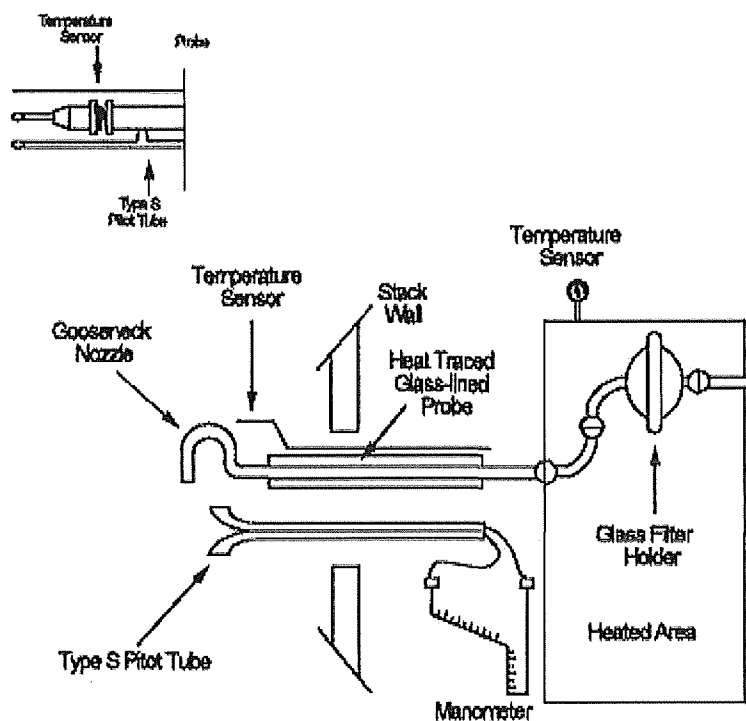 Temperature
Sensor
Probe
Type S
Pitot Tube
Temperature
Sensor
Temperature
Sensor
Stack
Wall
Gooseneck
Nozzle
Heat Traced
Glass-lined
Probe
Glass Filter
Holder
Heated Area
Type S Pitot Tube
Manometer